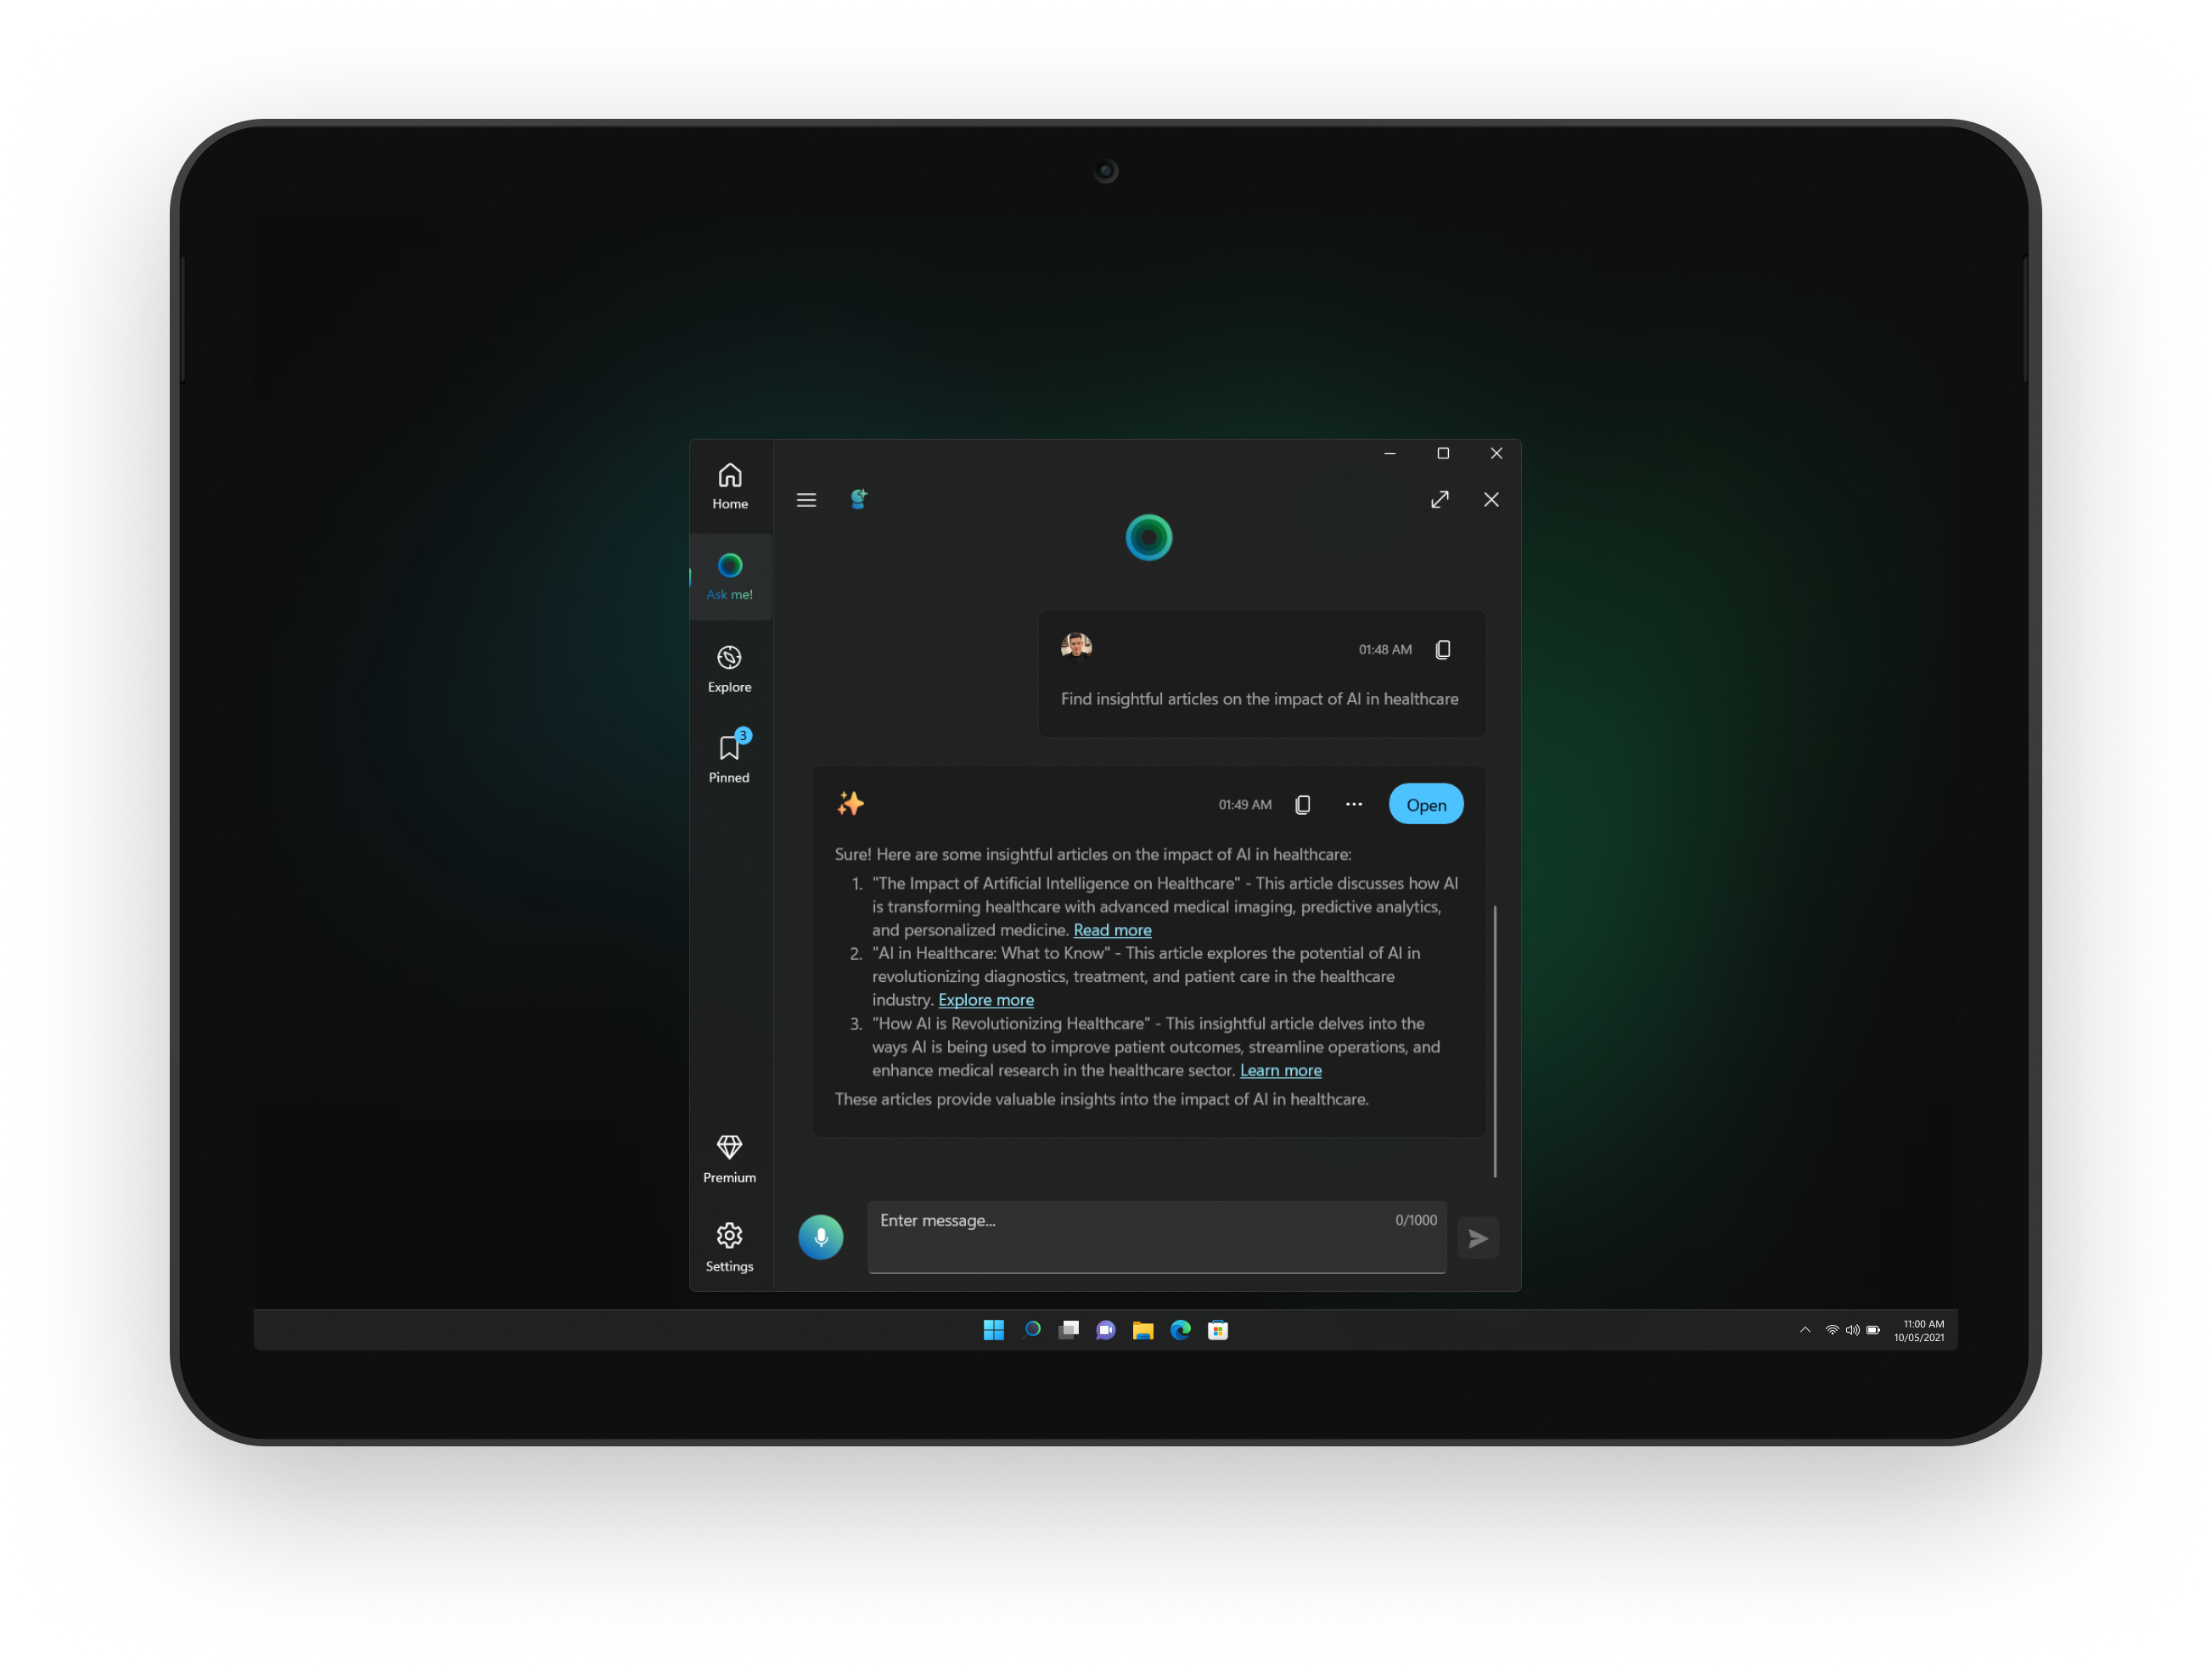 Home
Ask me!
Explore
3
Pinned
Premium
Settings
01:48 AM
Find insightful articles on the impact of AI in healthcare
01:49 AM
Open
Sure! Here are some insightful articles on the impact of AI in healthcare:
1. "The Impact of Artificial Intelligence on Healthcare" - This article discusses how AI
is transforming healthcare with advanced medical imaging, predictive analytics,
and personalized medicine. Read more
2. "AI in Healthcare: What to Know" - This article explores the potential of AI in
revolutionizing diagnostics, treatment, and patient care in the healthcare
industry. Explore more
3. "How AI is Revolutionizing Healthcare" - This insightful article delves into the
ways AI is being used to improve patient outcomes, streamline operations, and
enhance medical research in the healthcare sector. Learn more
These articles provide valuable insights into the impact of AI in healthcare.
Enter message...
0/1000
11:00 AM
10/05/2021